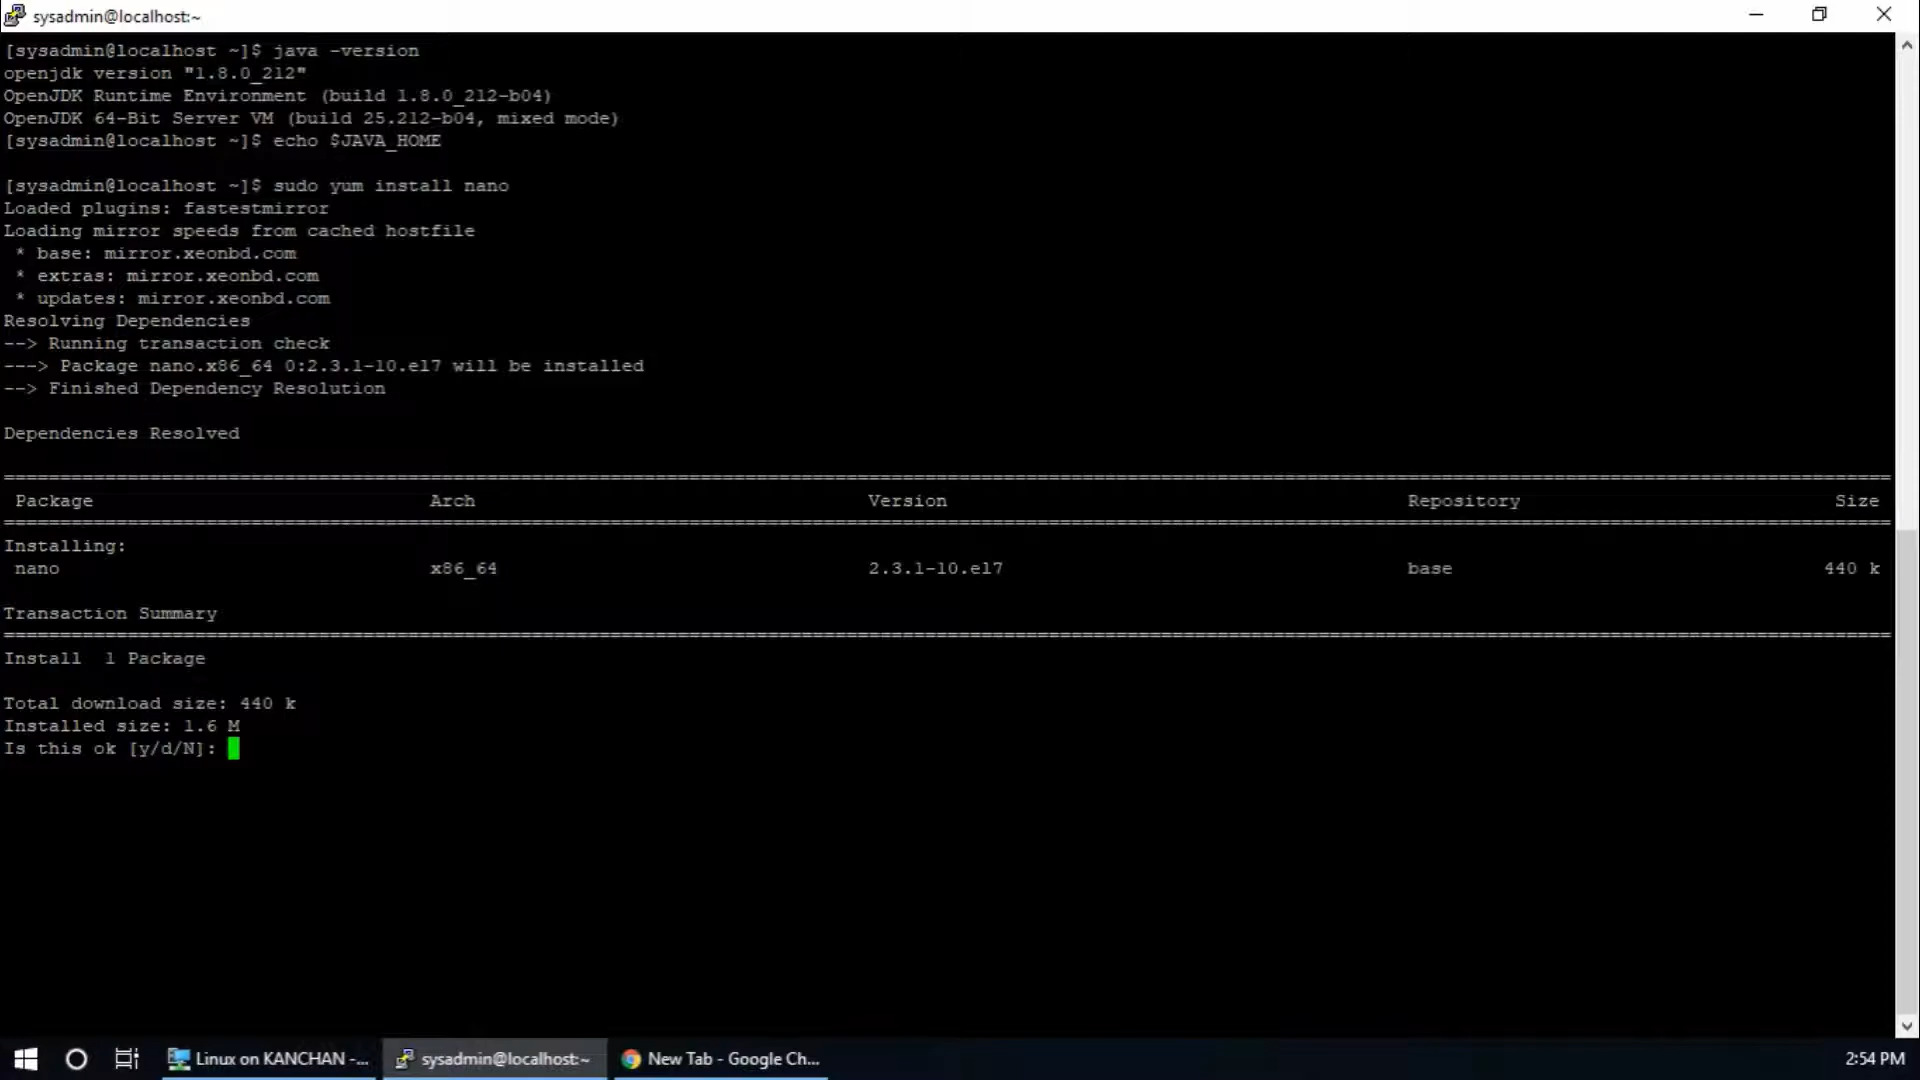 sysadmin@localhost:~
[sysadmin@localhost ~]$ java -version
openjdk version "1.8.0_212"
OpenJDK Runtime Environment (build 1.8.0_212-b04)
OpenJDK 64-Bit Server VM (build 25.212-b04, mixed mode)
[sysadmin@localhost ~]$ echo $JAVA_HOME
[sysadmin@localhost ~]$ sudo yum install nano
Loaded plugins: fastestmirror
Loading mirror speeds from cached hostfile
 * base: mirror.xeonbd.com
 * extras: mirror.xeonbd.com
 * updates: mirror.xeonbd.com
Resolving Dependencies
--> Running transaction check
---> Package nano.x86_64 0:2.3.1-10.el7 will be installed
--> Finished Dependency Resolution
Dependencies Resolved
================================================================================
 Package Arch Version Repository Size
================================================================================
Installing:
 nano x86_64 2.3.1-10.el7 base 440 k
Transaction Summary
================================================================================
Install  1 Package
Total download size: 440 k
Installed size: 1.6 M
Is this ok [y/d/N]:
Linux on KANCHAN -... sysadmin@localhost:~ New Tab - Google Ch... 2:54 PM